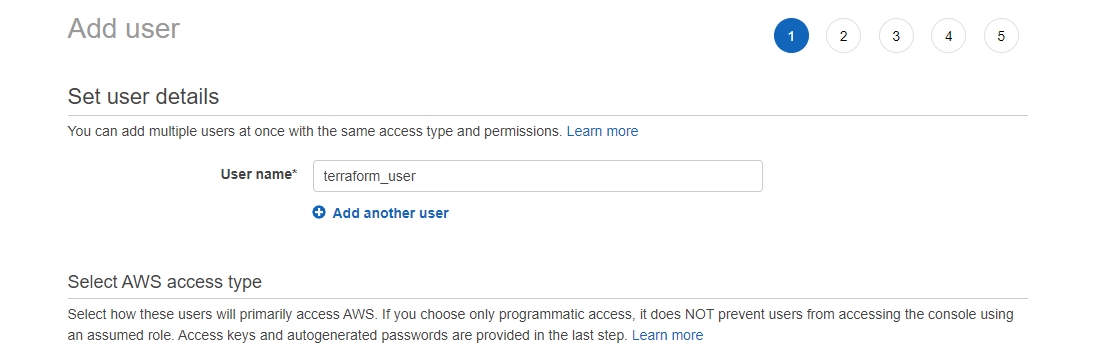 Add user
1 2 3 4 5
Set user details
You can add multiple users at once with the same access type and permissions. Learn more
User name* terraform_user
Add another user
Select AWS access type
Select how these users will primarily access AWS. If you choose only programmatic access, it does NOT prevent users from accessing the console using
an assumed role. Access keys and autogenerated passwords are provided in the last step. Learn more